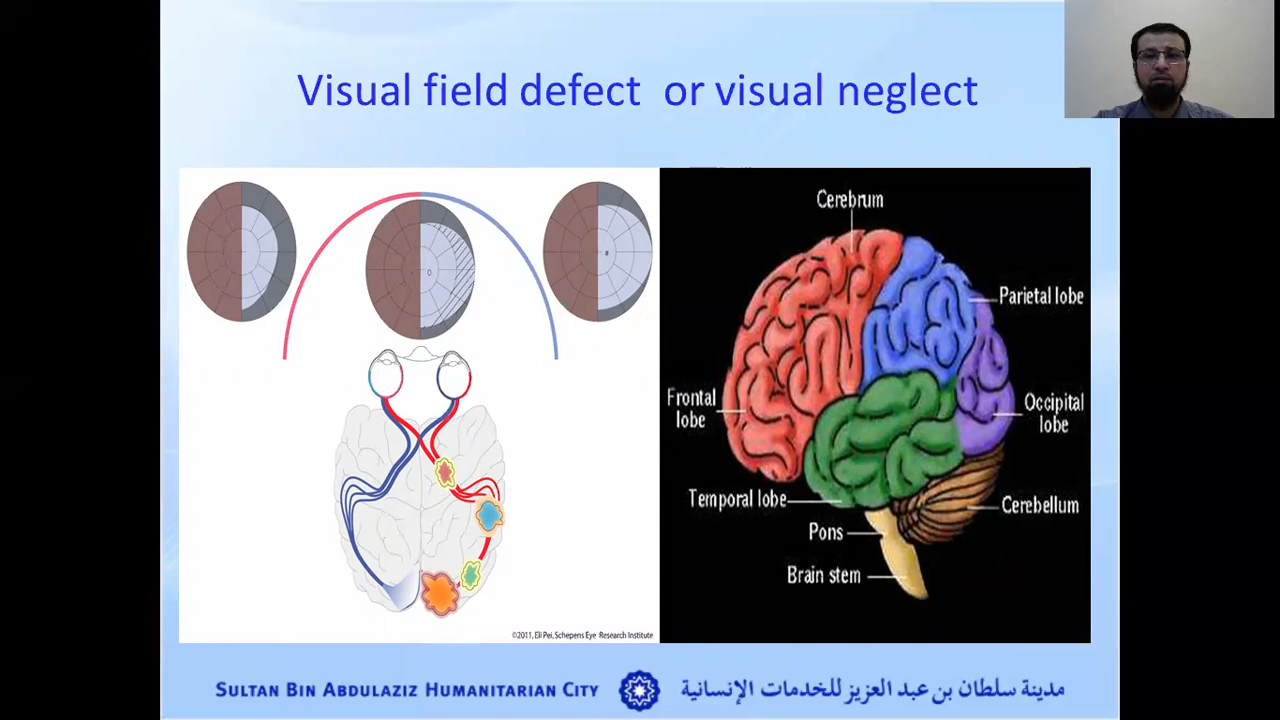 Visual field defect or visual neglect
Cerebrum
Parietal lobe
Frontal
lobe
Occipital
lobe
Temporal lobe
Cerebellum
Pons
Brain stem
©2011, Eli Peli, Schepens Eye Research Institute
SULTAN BIN ABDULAZIZ HUMANITARIAN CITY
مدينة سلطان بن عبد العزيز للخدمات الإنسانية